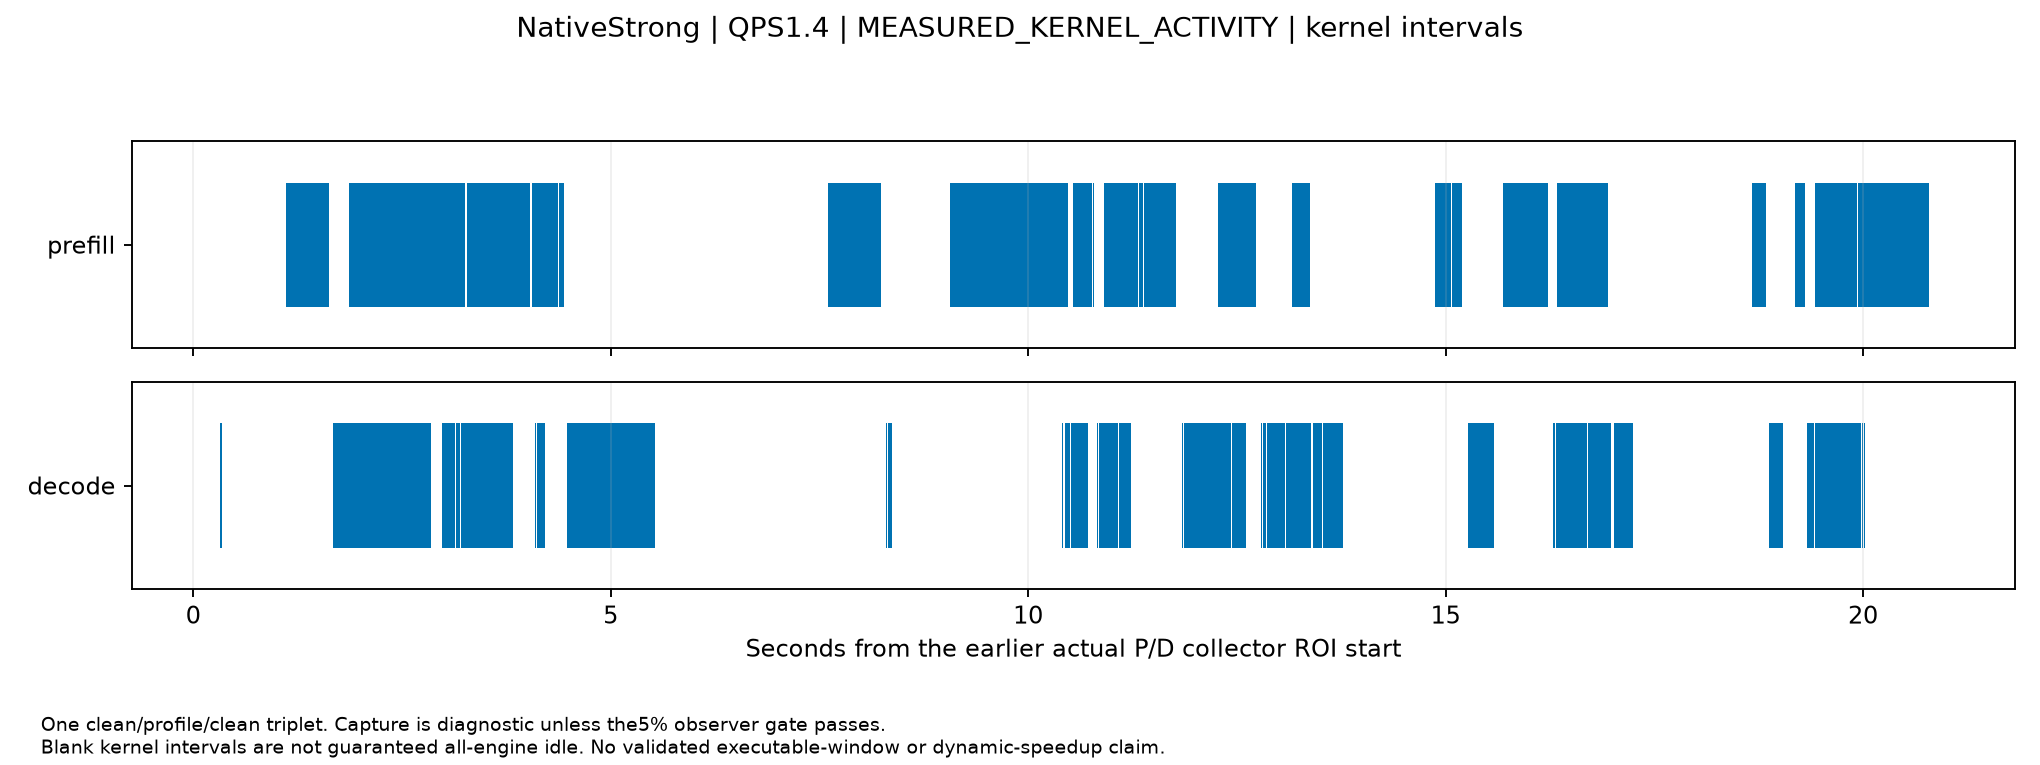 NativeStrong | QPS1.4 | MEASURED_KERNEL_ACTIVITY | kernel intervals
prefill
decode
0 5 10 15 20
Seconds from the earlier actual P/D collector ROI start
One clean/profile/clean triplet. Capture is diagnostic unless the5% observer gate passes.
Blank kernel intervals are not guaranteed all-engine idle. No validated executable-window or dynamic-speedup claim.